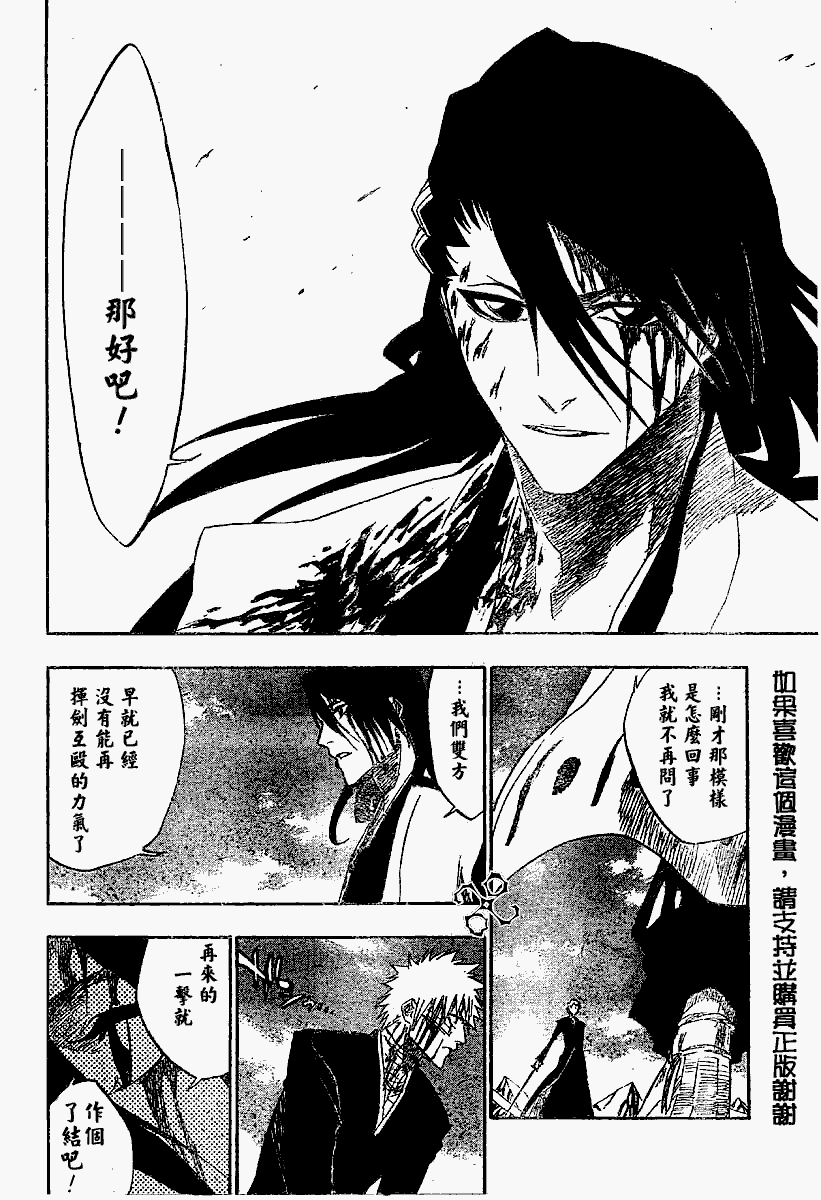 ————那好吧！
…剛才那模樣
是怎麼回事
我就不再問了
…我們雙方
早就已經
沒有能再
揮劍互毆的力氣了
再來的
一擊就
作個
了結吧！
如果喜歡這個漫畫，請支持並購買正版謝謝